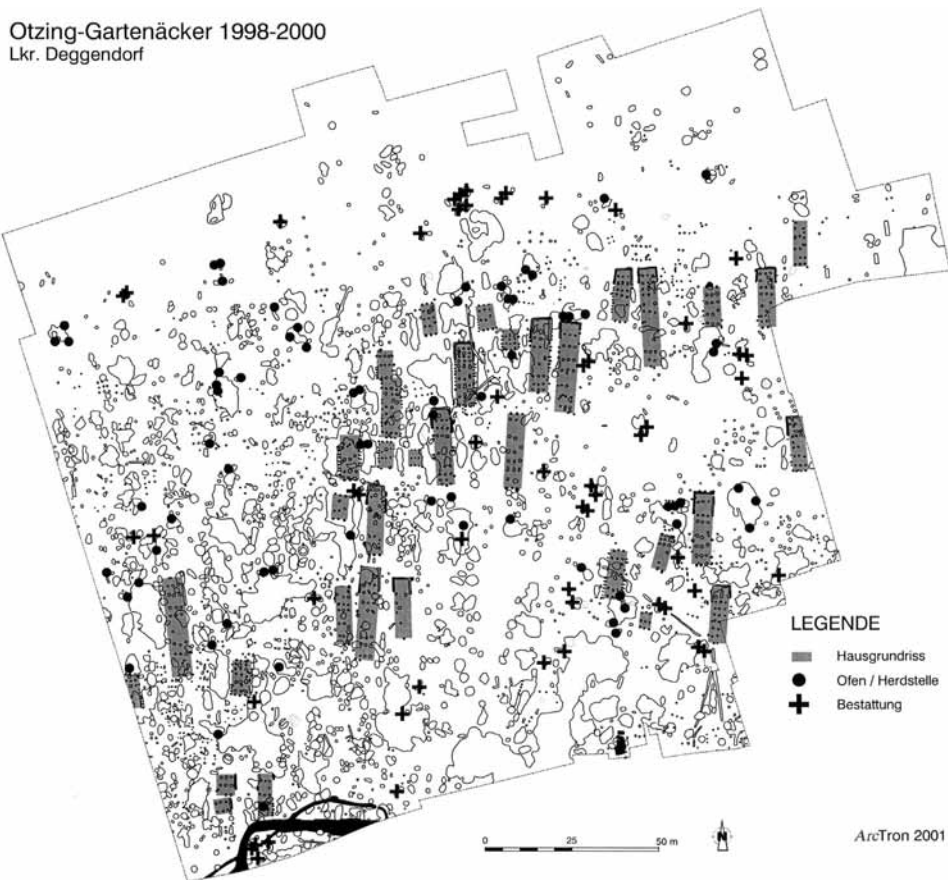 Otzing-Gartenäcker 1998-2000
Lkr. Deggendorf
LEGENDE
Hausgrundriss
Ofen / Herdstelle
Bestattung
0 25 50 m
N
ArcTron 2001